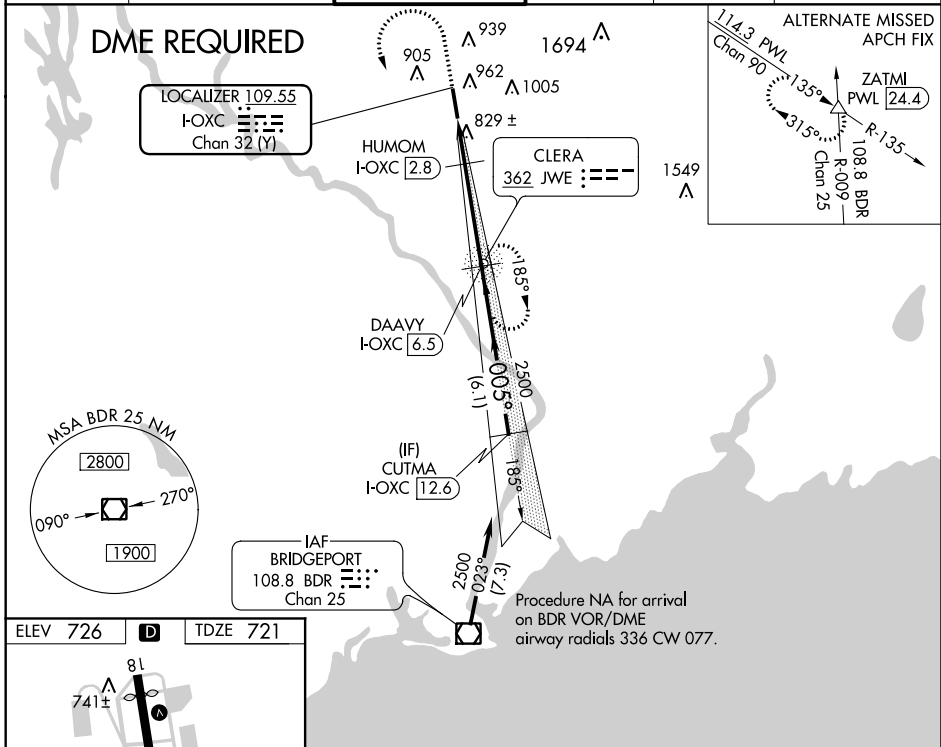 DME REQUIRED
939
905
1694
962
1005
829 ±
LOCALIZER 109.55
I-OXC
Chan 32 (Y)
HUMOM
I-OXC 2.8
CLERA
362 JWE
1549
ALTERNATE MISSED
APCH FIX
114.3 PWL
Chan 90
135°
315°
ZATMI
PWL 24.4
R-135
R-009
108.8 BDR
Chan 25
185°
DAAVY
I-OXC 6.5
2500
005°
(6.1)
(IF)
CUTMA
I-OXC 12.6
185°
MSA BDR 25 NM
2800
090°
270°
1900
IAF
BRIDGEPORT
108.8 BDR
Chan 25
2500
023°
(7.3)
Procedure NA for arrival
on BDR VOR/DME
airway radials 336 CW 077.
ELEV 726
D
TDZE 721
18
741±
V